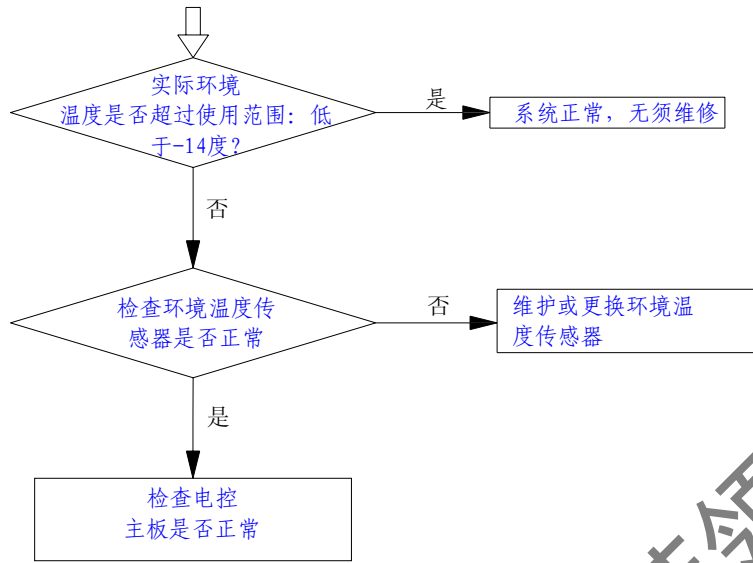 实际环境
温度是否超过使用范围：低
于-14度？
是
系统正常，无须维修
否
检查环境温度传
感器是否正常
否
维护或更换环境温
度传感器
是
检查电控
主板是否正常
领